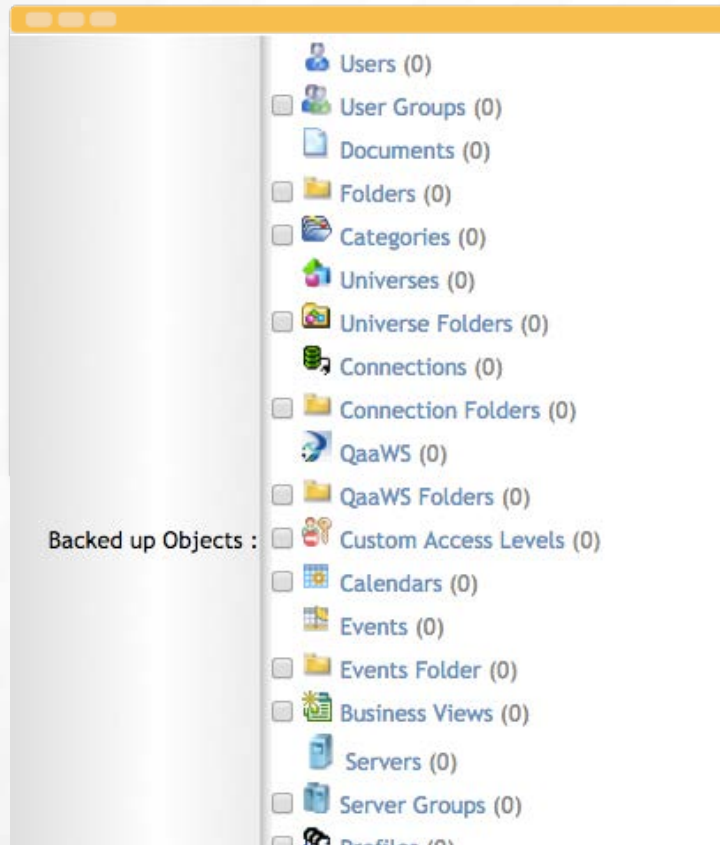 Users (0)
User Groups (0)
Documents (0)
Folders (0)
Categories (0)
Universes (0)
Universe Folders (0)
Connections (0)
Connection Folders (0)
QaaWS (0)
QaaWS Folders (0)
Backed up Objects : Custom Access Levels (0)
Calendars (0)
Events (0)
Events Folder (0)
Business Views (0)
Servers (0)
Server Groups (0)
Profiles (0)